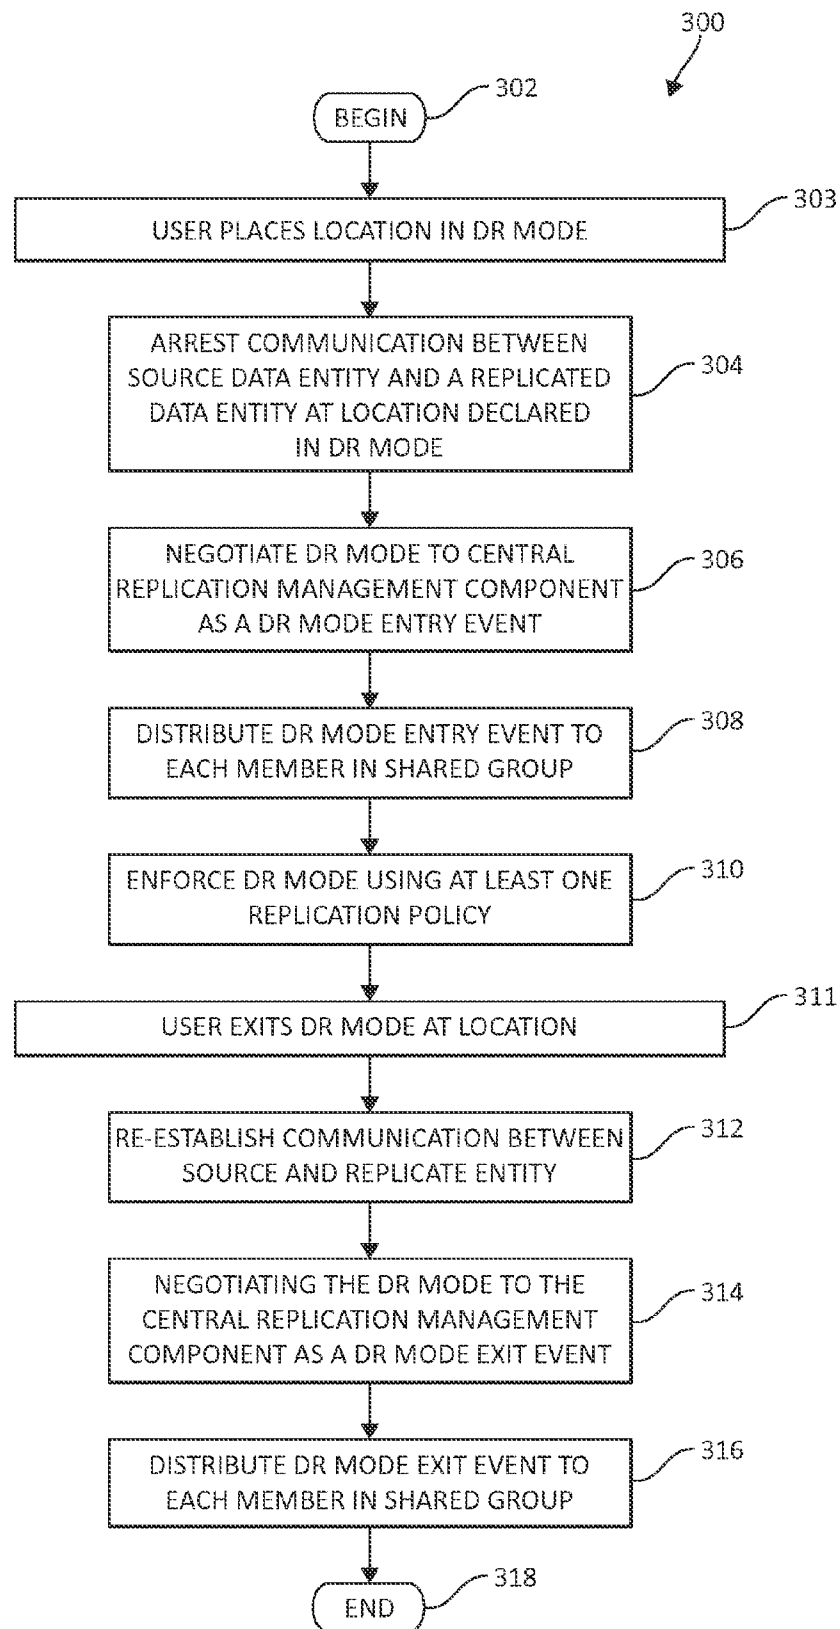 300
302
BEGIN
303
USER PLACES LOCATION IN DR MODE
ARREST COMMUNICATION BETWEEN
SOURCE DATA ENTITY AND A REPLICATED
DATA ENTITY AT LOCATION DECLARED
IN DR MODE
304
NEGOTIATE DR MODE TO CENTRAL
REPLICATION MANAGEMENT COMPONENT
AS A DR MODE ENTRY EVENT
306
DISTRIBUTE DR MODE ENTRY EVENT TO
EACH MEMBER IN SHARED GROUP
308
ENFORCE DR MODE USING AT LEAST ONE
REPLICATION POLICY
310
311
USER EXITS DR MODE AT LOCATION
RE-ESTABLISH COMMUNICATION BETWEEN
SOURCE AND REPLICATE ENTITY
312
NEGOTIATING THE DR MODE TO THE
CENTRAL REPLICATION MANAGEMENT
COMPONENT AS A DR MODE EXIT EVENT
314
DISTRIBUTE DR MODE EXIT EVENT TO
EACH MEMBER IN SHARED GROUP
316
318
END